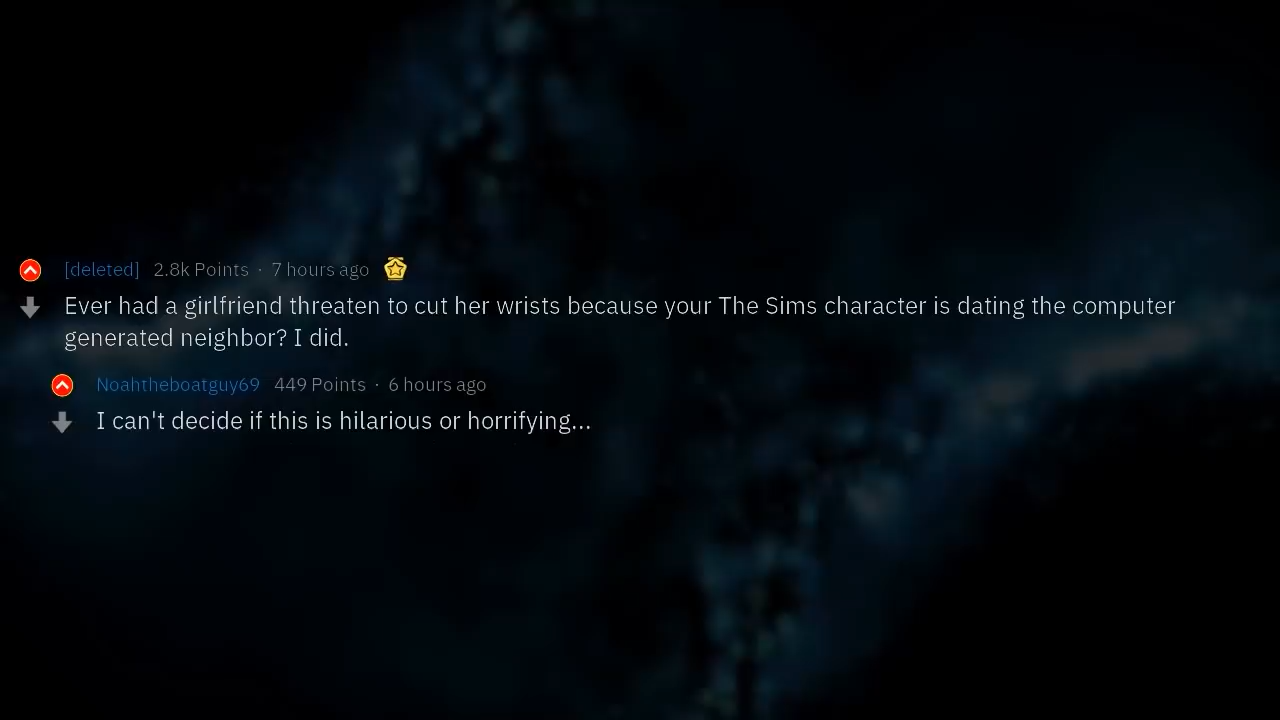 [deleted] 2.8k Points · 7 hours ago
Ever had a girlfriend threaten to cut her wrists because your The Sims character is dating the computer
generated neighbor? I did.
Noahtheboatguy69 449 Points · 6 hours ago
I can't decide if this is hilarious or horrifying...